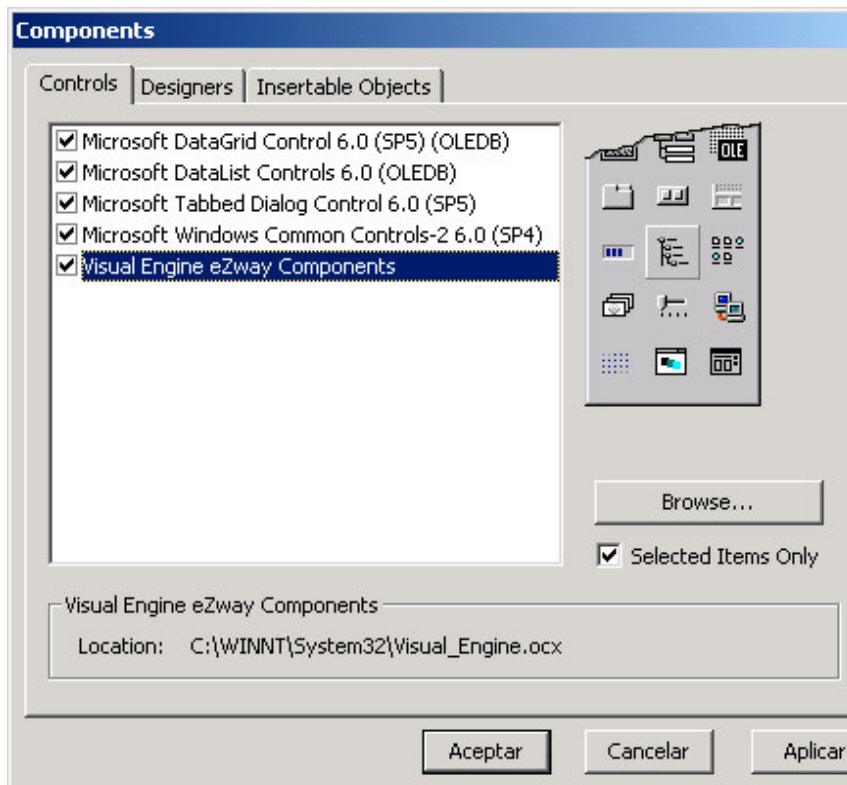 Components
Controls Designers Insertable Objects
Microsoft DataGrid Control 6.0 (SP5) (OLEDB)
Microsoft DataList Controls 6.0 (OLEDB)
Microsoft Tabbed Dialog Control 6.0 (SP5)
Microsoft Windows Common Controls-2 6.0 (SP4)
Visual Engine eZway Components
OLE
Browse...
Selected Items Only
Visual Engine eZway Components
Location: C:\WINNT\System32\Visual_Engine.ocx
Aceptar Cancelar Aplicar